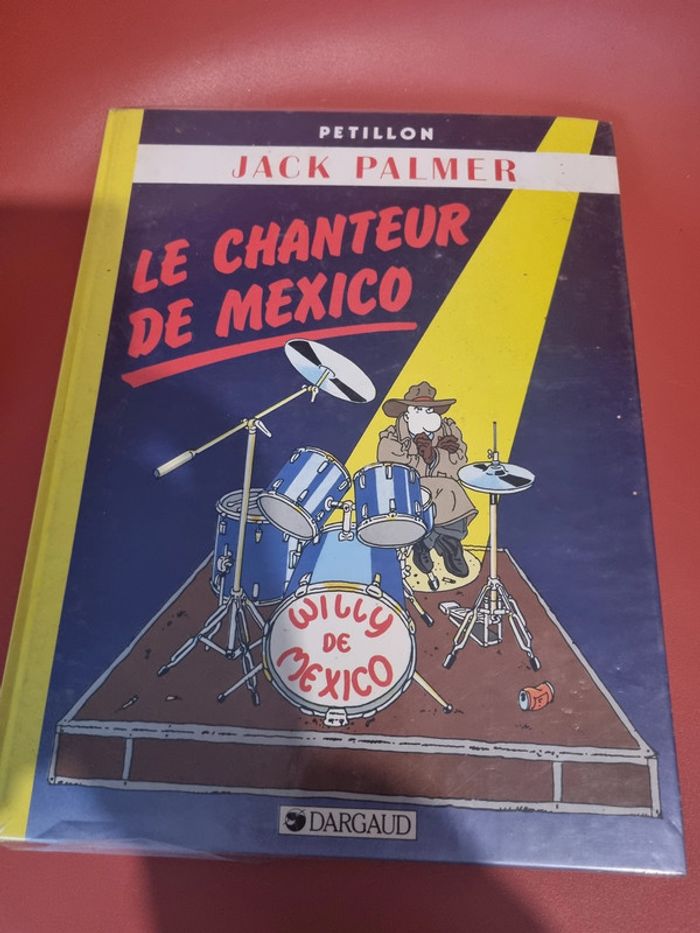 PETILLON
JACK PALMER
LE CHANTEUR
DE MEXICO
WILLY
DE
MEXICO
DARGAUD